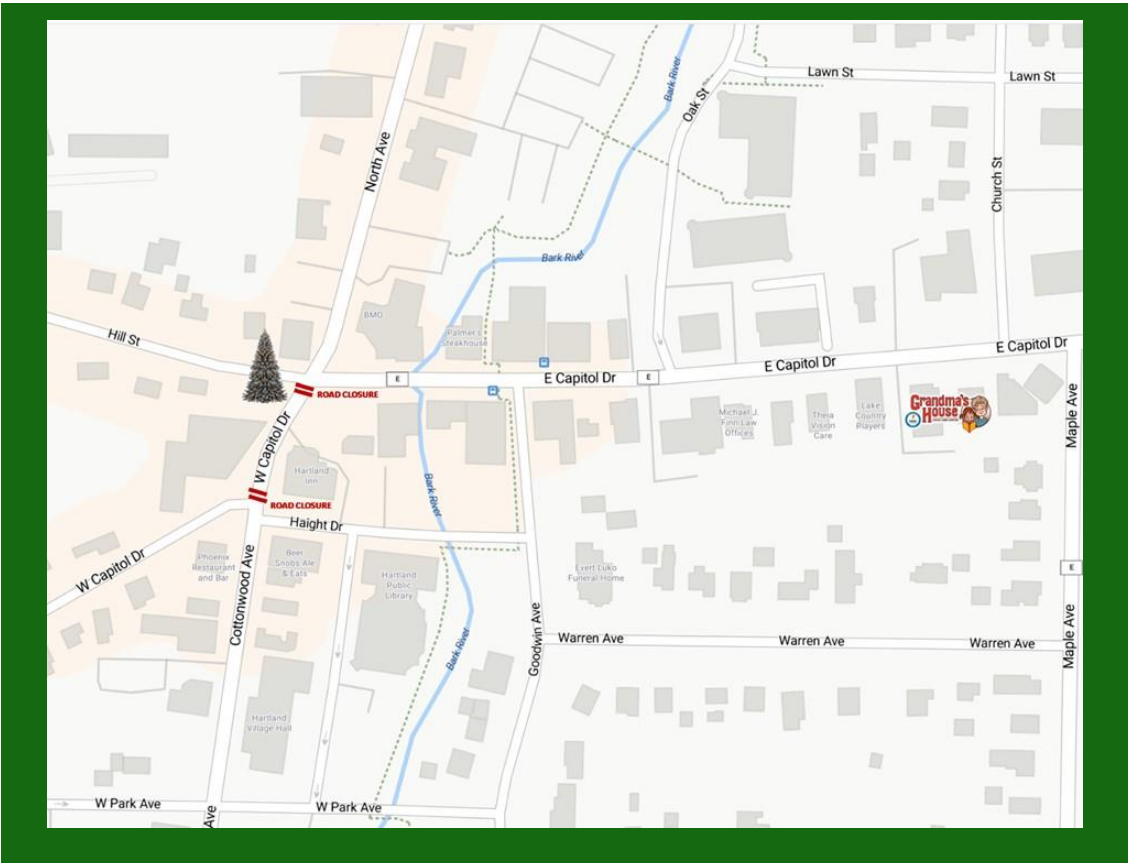 Lawn St
Lawn St
Bark River
Oak St
North Ave
Church St
Bark River
BMO
Palmer's
Steakhouse
Hill St
E
E Capitol Dr
E
E Capitol Dr
E Capitol Dr
ROAD CLOSURE
Maple Ave
Grandma's
House
Michael J.
Finn Law
Offices
Theia
Vision
Care
Lake
Country
Players
W Capitol Dr
Hartland
Inn
Bark River
ROAD CLOSURE
Haight Dr
Phoenix
Restaurant
and Bar
Beer
Snobs Ale
& Eats
W Capitol Dr
Hartland
Public
Library
Evert Luko
Funeral Home
E
Cottonwood Ave
Goodwin Ave
Bark River
Warren Ave
Warren Ave
Warren Ave
Maple Ave
Hartland
Village Hall
W Park Ave
W Park Ave
Ave